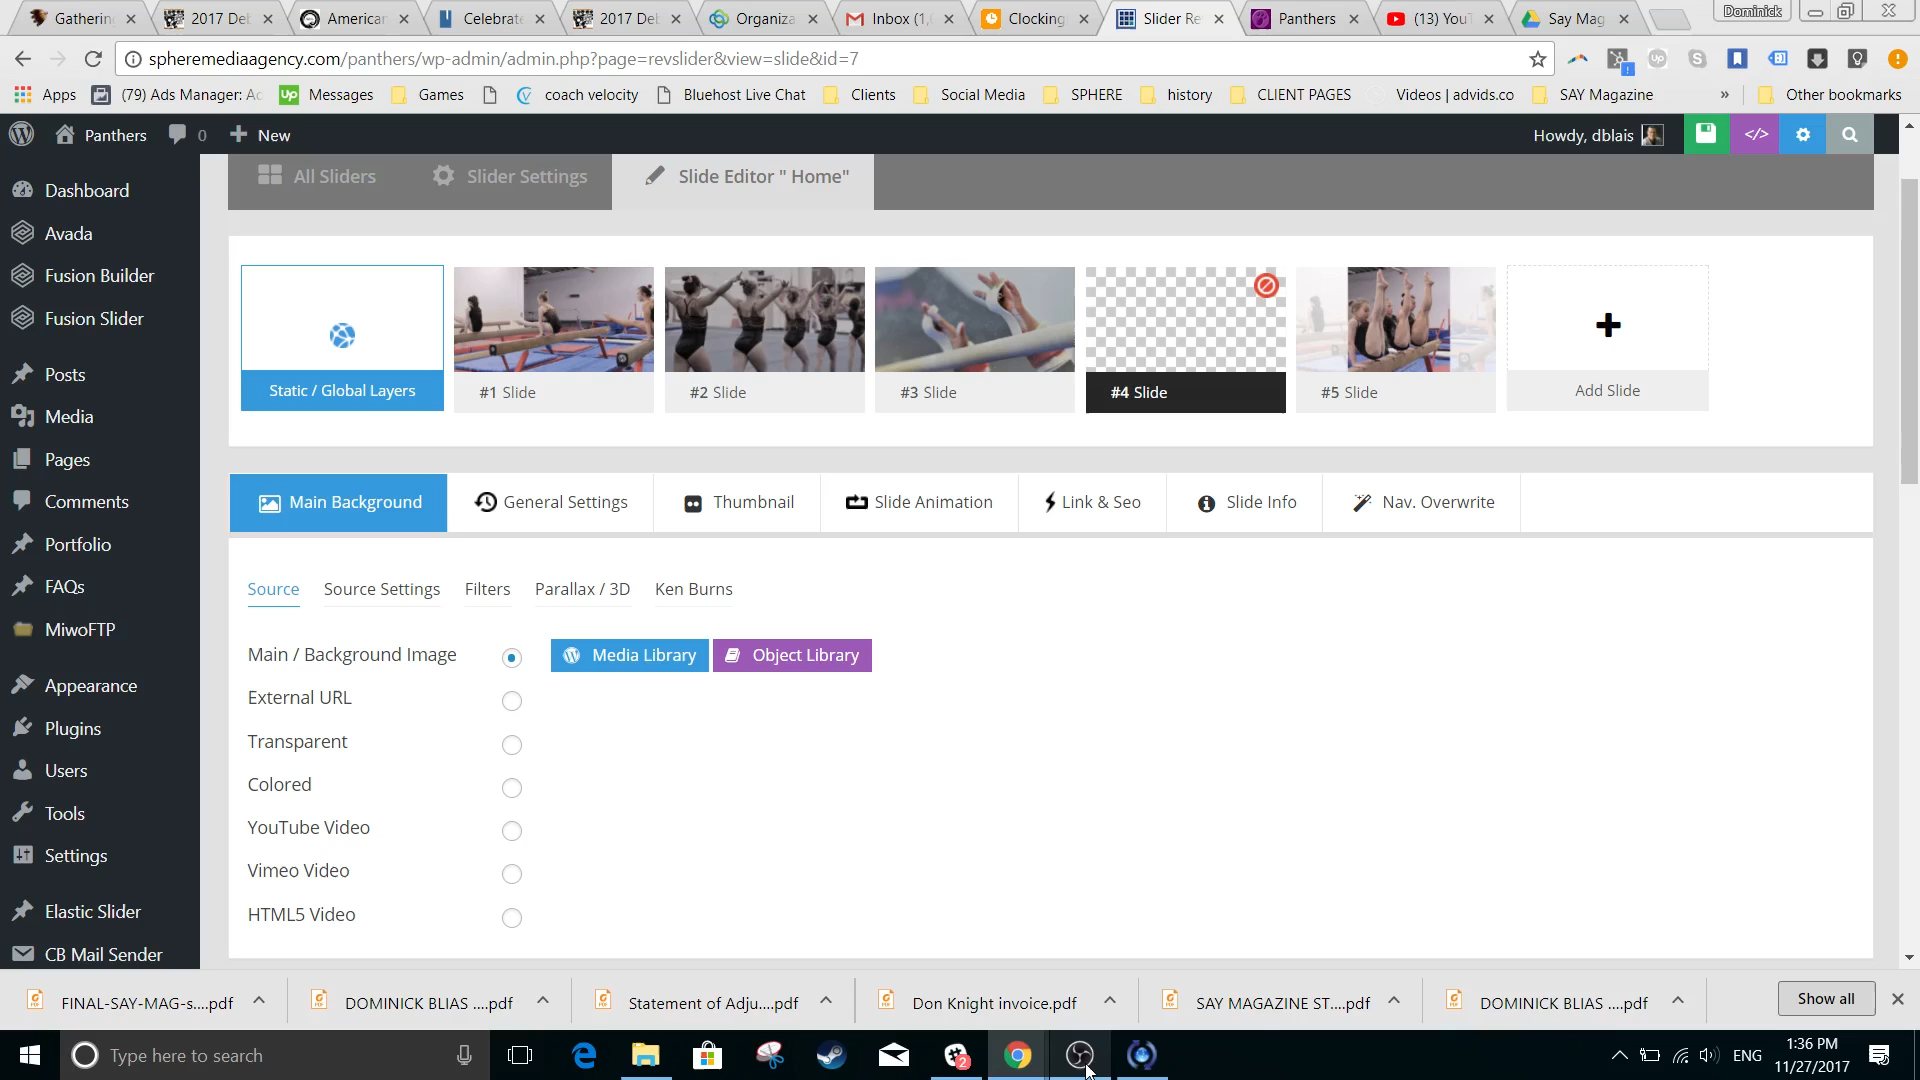 Gathering
2017 Del
American
Celebrate
2017 Del
Organiza
Inbox (1,
Clocking
Slider Re
Panthers
(13) YouT
Say Mag
Dominick
spheremediaagency.com/panthers/wp-admin/admin.php?page=revslider&view=slide&id=7
Apps
(79) Ads Manager: Ac
Up
Messages
Games
coach velocity
Bluehost Live Chat
Clients
Social Media
SPHERE
history
CLIENT PAGES
Videos | advids.co
SAY Magazine
»
Other bookmarks
Panthers
0
New
Howdy, dblais
</>
Dashboard
Avada
Fusion Builder
Fusion Slider
Posts
Media
Pages
Comments
Portfolio
FAQs
MiwoFTP
Appearance
Plugins
Users
Tools
Settings
Elastic Slider
CB Mail Sender
All Sliders
Slider Settings
Slide Editor " Home"
Static / Global Layers
#1 Slide
#2 Slide
#3 Slide
#4 Slide
#5 Slide
Add Slide
Main Background
General Settings
Thumbnail
Slide Animation
Link & Seo
Slide Info
Nav. Overwrite
Source
Source Settings
Filters
Parallax / 3D
Ken Burns
Main / Background Image
Media Library
Object Library
External URL
Transparent
Colored
YouTube Video
Vimeo Video
HTML5 Video
FINAL-SAY-MAG-s....pdf
DOMINICK BLIAS ....pdf
Statement of Adju....pdf
Don Knight invoice.pdf
SAY MAGAZINE ST....pdf
DOMINICK BLIAS ....pdf
Show all
Type here to search
2
ENG
1:36 PM
11/27/2017